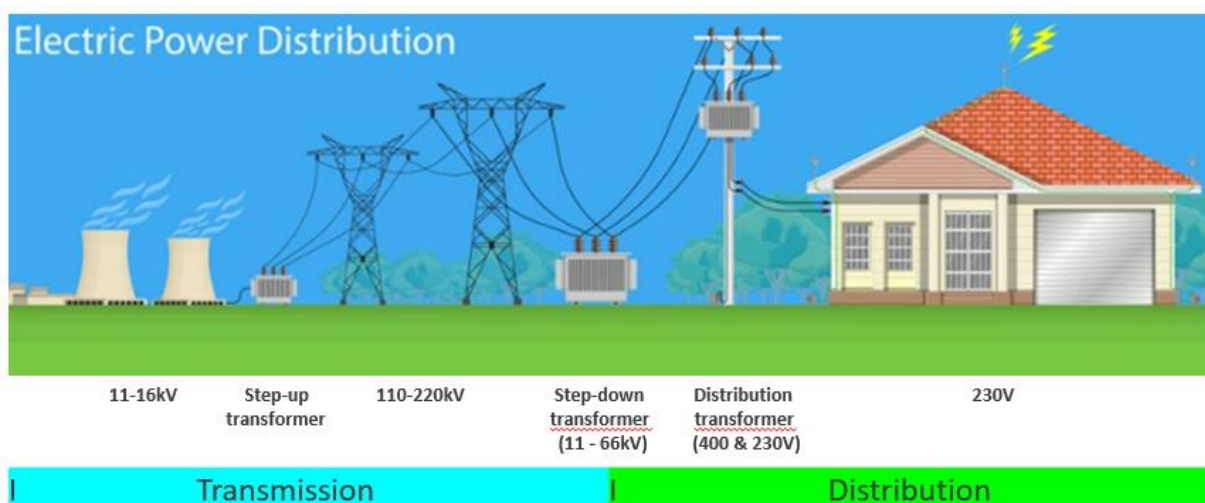 Electric Power Distribution
11-16kV
Step-up
transformer
110-220kV
Step-down
transformer
(11 - 66kV)
Distribution
transformer
(400 & 230V)
230V
Transmission
Distribution